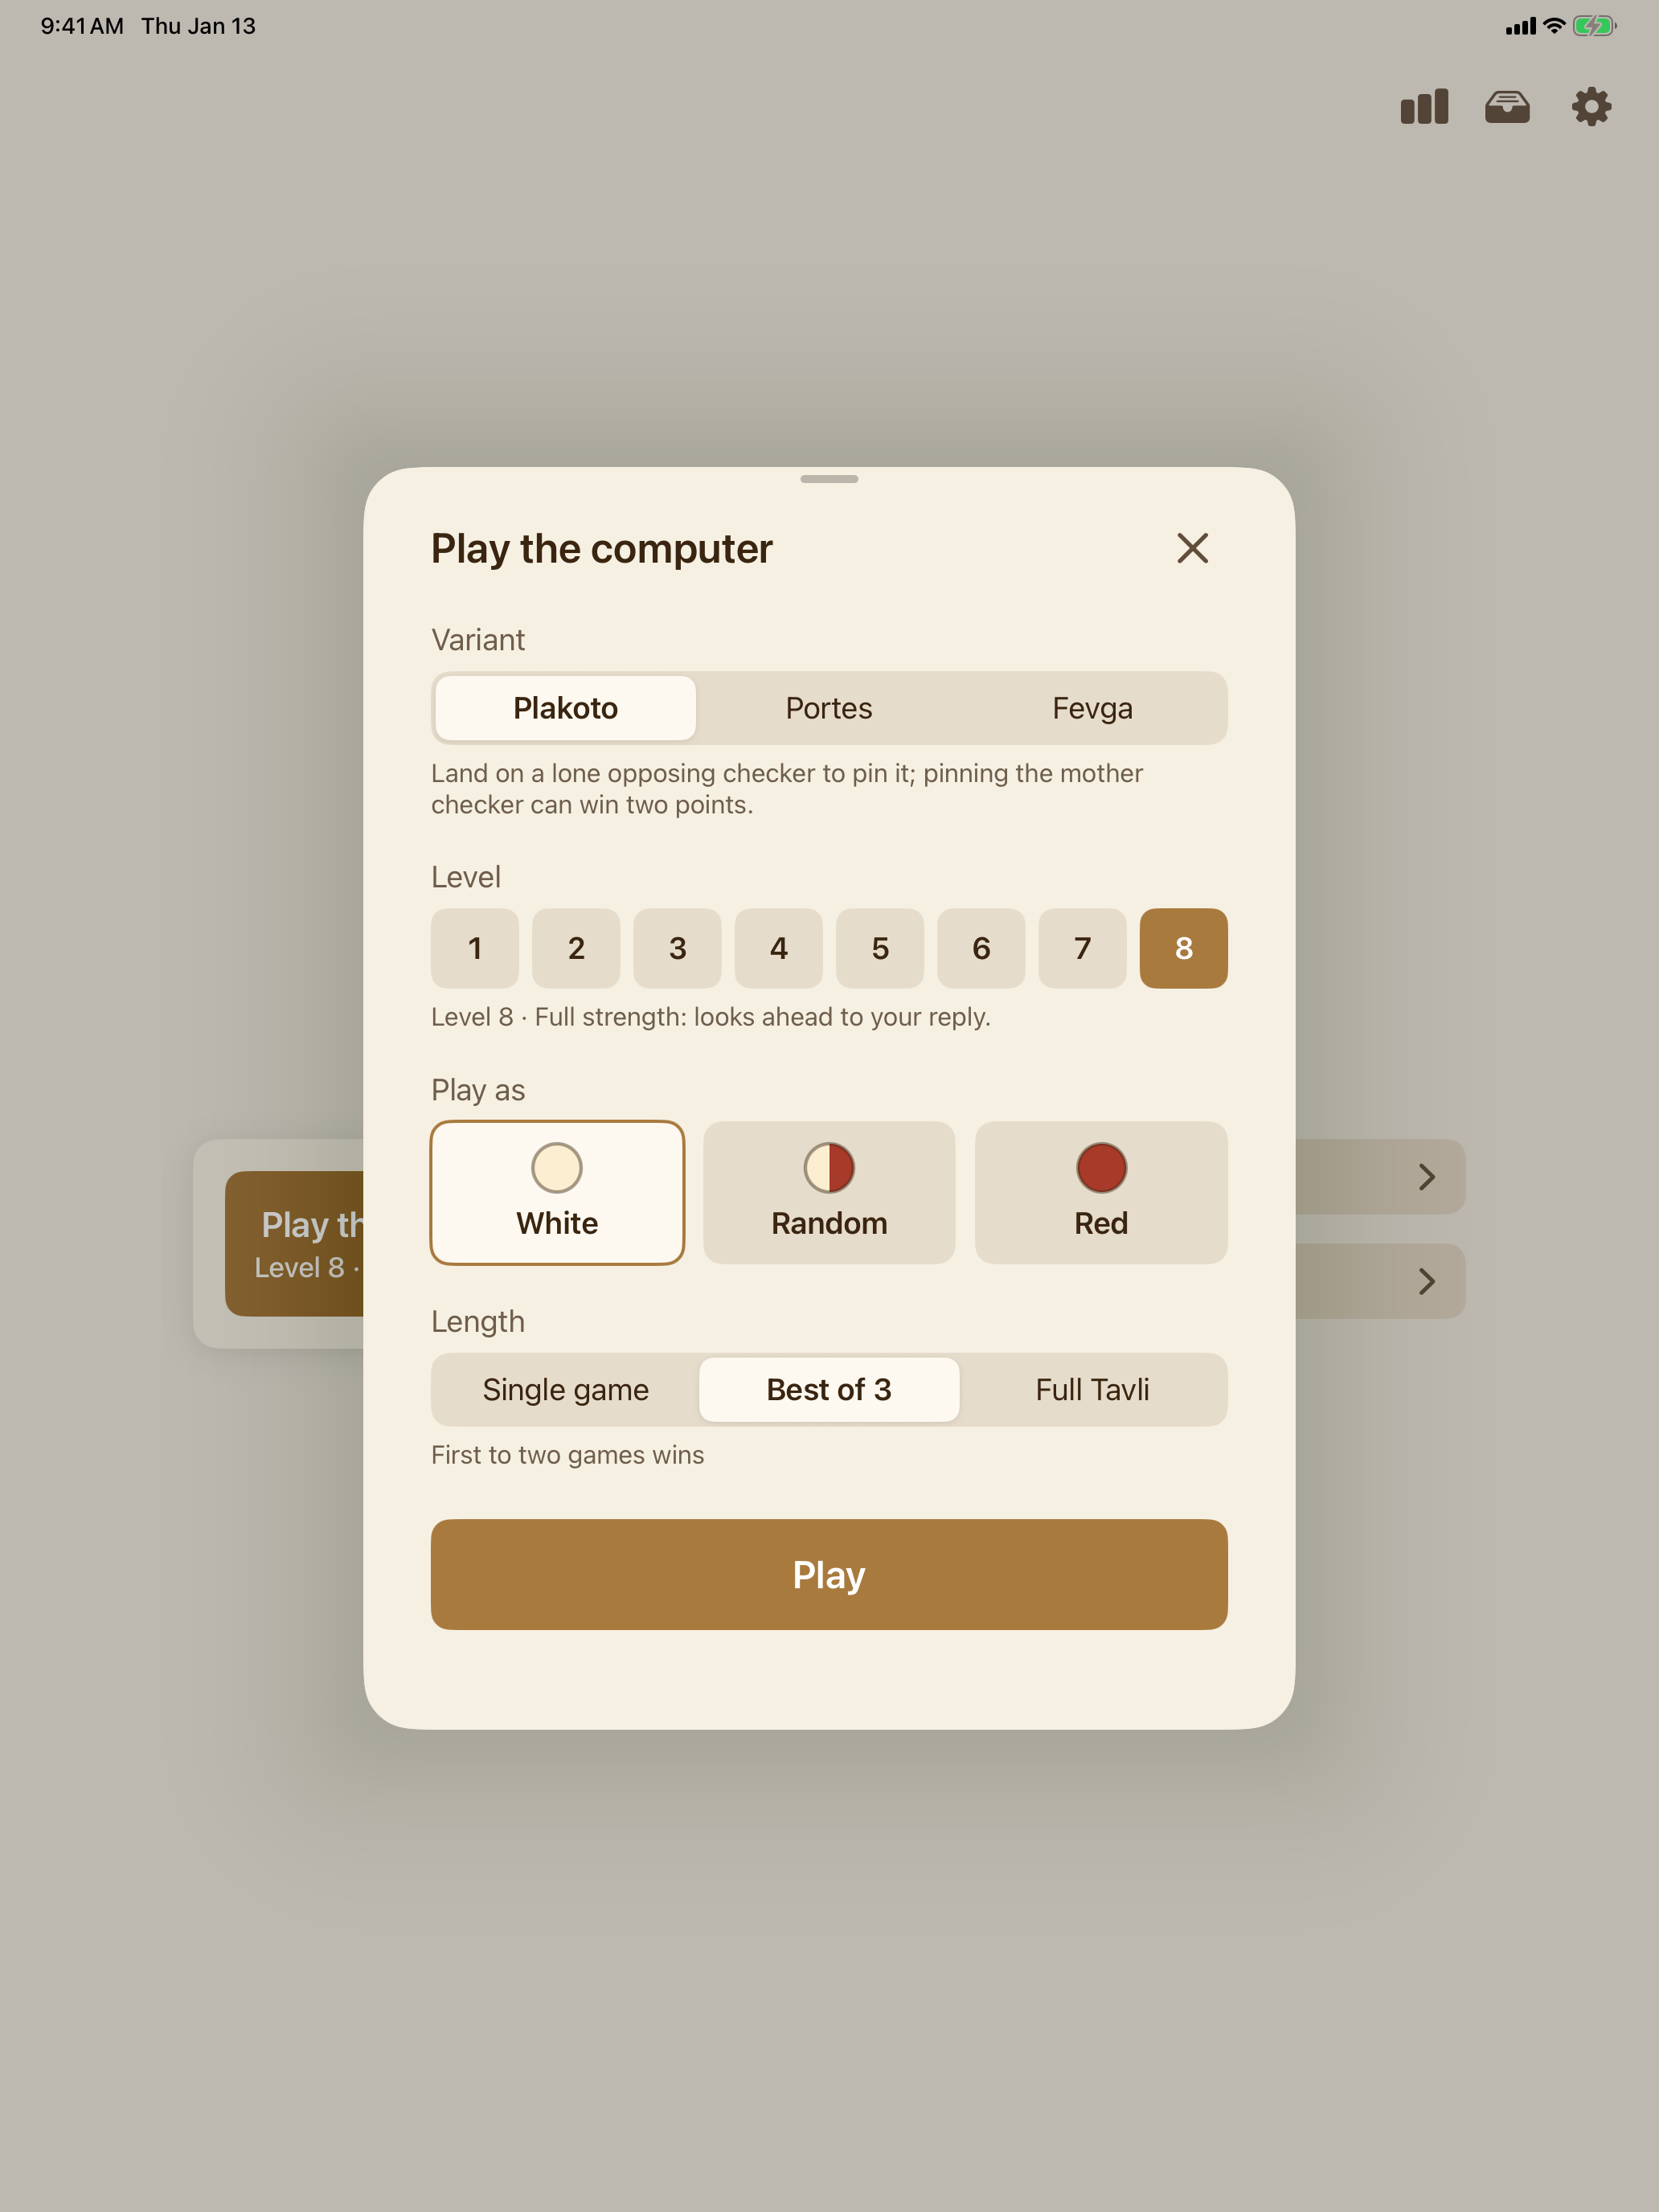 9:41 AM Thu Jan 13
Play the computer
Variant
Plakoto Portes Fevga
Land on a lone opposing checker to pin it; pinning the mother
checker can win two points.
Level
1 2 3 4 5 6 7 8
Level 8 · Full strength: looks ahead to your reply.
Play as
White Random Red
Play th
Level 8 ·
Length
Single game Best of 3 Full Tavli
First to two games wins
Play